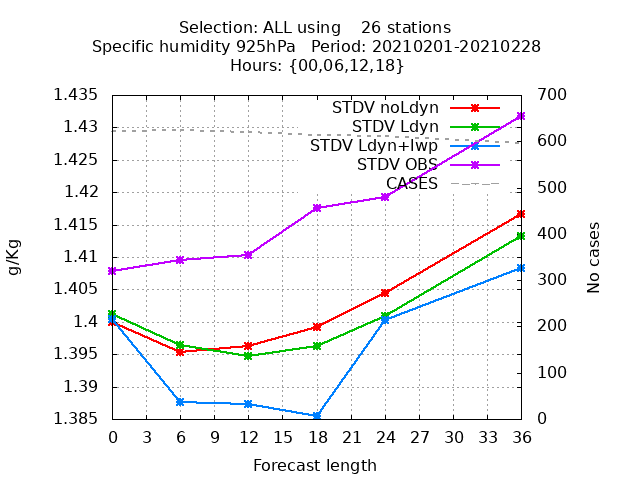 Selection: ALL using    26 stations
Specific humidity 925hPa   Period: 20210201-20210228
Hours: {00,06,12,18}
1.435
1.43
1.425
1.42
1.415
1.41
1.405
1.4
1.395
1.39
1.385
g/Kg
STDV noLdyn
STDV Ldyn
STDV Ldyn+lwp
STDV OBS
CASES
700
600
500
400
300
200
100
0
No cases
0 3 6 9 12 15 18 21 24 27 30 33 36
Forecast length